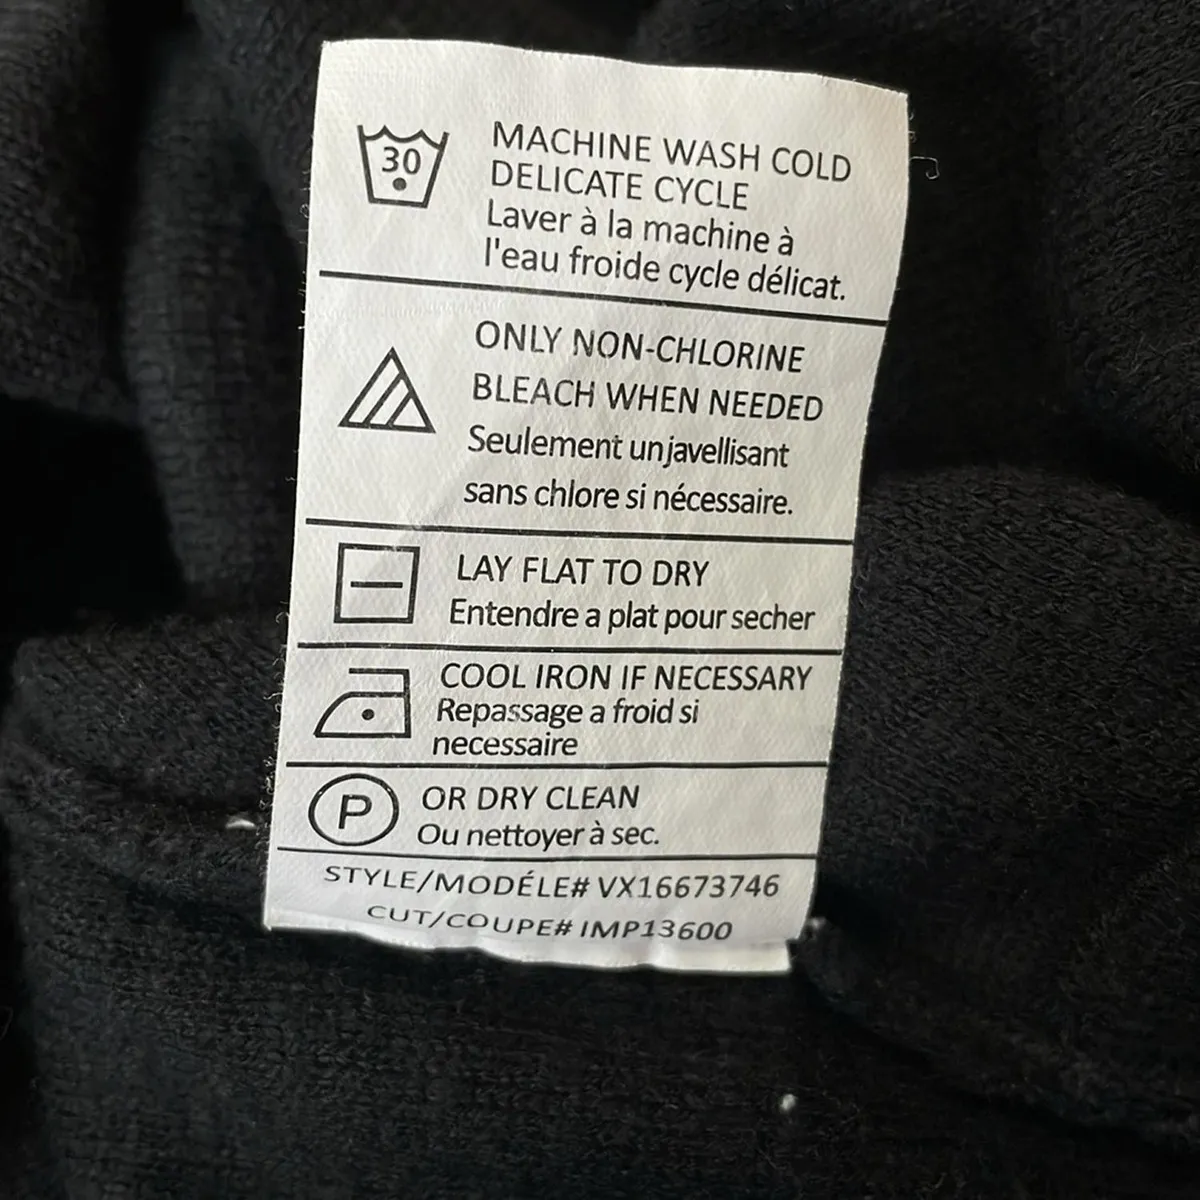 30
MACHINE WASH COLD
DELICATE CYCLE
Laver à la machine à
l'eau froide cycle délicat.
ONLY NON-CHLORINE
BLEACH WHEN NEEDED
Seulement un javellisant
sans chlore si nécessaire.
LAY FLAT TO DRY
Entendre a plat pour secher
COOL IRON IF NECESSARY
Repassage a froid si
necessaire
P
OR DRY CLEAN
Ou nettoyer à sec.
STYLE/MODÉLE# VX16673746
CUT/COUPE# IMP13600